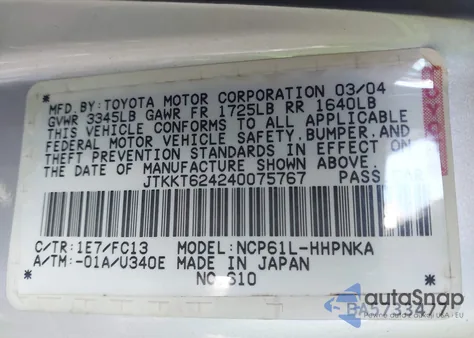 MFD.BY:TOYOTA MOTOR CORPORATION 03/04
GVWR 3345LB GAWR FR 1725LB RR 1640LB
THIS VEHICLE CONFORMS TO ALL APPLICABLE
FEDERAL MOTOR VEHICLE SAFETY,BUMPER,AND
THEFT PREVENTION STANDARDS IN EFFECT ON
THE DATE OF MANUFACTURE SHOWN ABOVE.
JTKKT624240075767 PASS
C/TR:1E7/FC13 MODEL:NCP61L-HHPNKA
A/TM:-01A/U340E MADE IN JAPAN
autoSnap